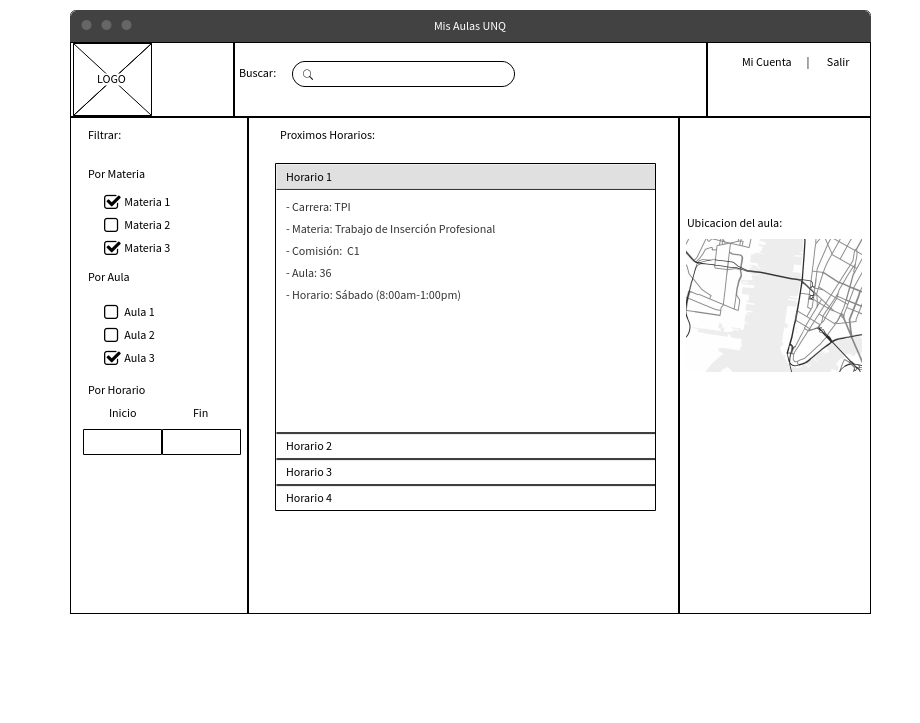 Mis Aulas UNQ
LOGO
Buscar:
Mi Cuenta | Salir
Filtrar:
Por Materia
Materia 1
Materia 2
Materia 3
Por Aula
Aula 1
Aula 2
Aula 3
Por Horario
Inicio Fin
Proximos Horarios:
Horario 1
- Carrera: TPI
- Materia: Trabajo de Inserción Profesional
- Comisión: C1
- Aula: 36
- Horario: Sábado (8:00am-1:00pm)
Horario 2
Horario 3
Horario 4
Ubicacion del aula: